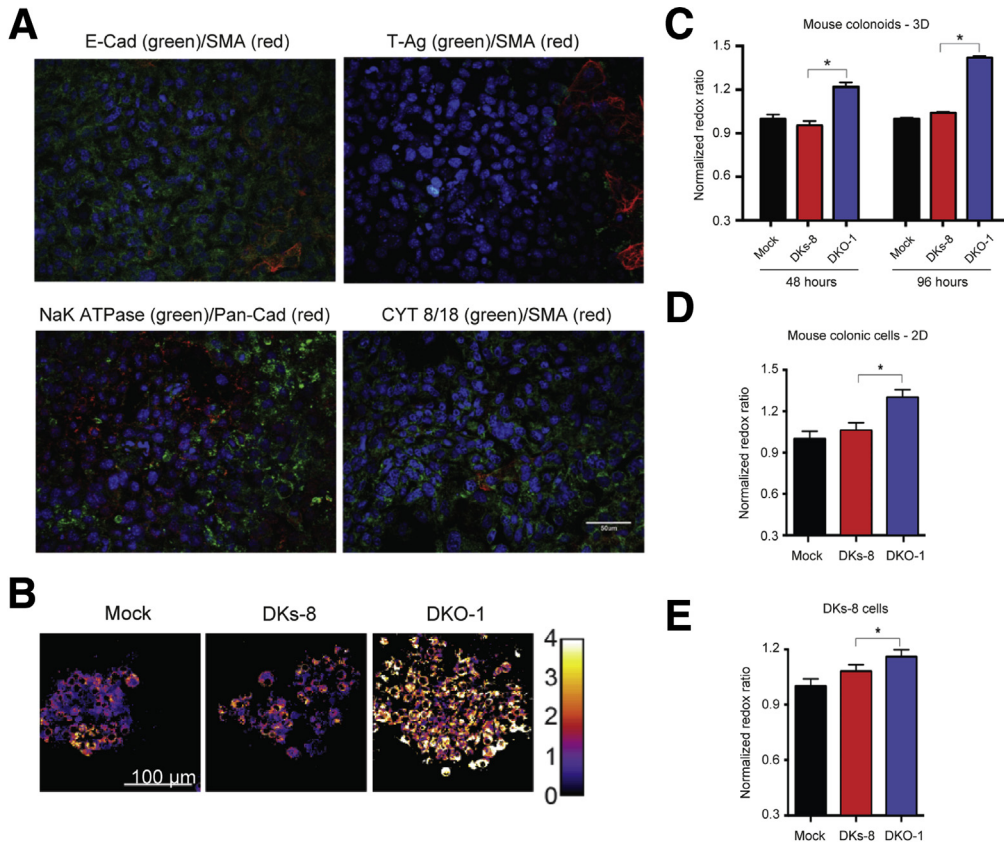 A
E-Cad (green)/SMA (red)
T-Ag (green)/SMA (red)
NaK ATPase (green)/Pan-Cad (red)
CYT 8/18 (green)/SMA (red)
50µm
B
Mock
DKs-8
DKO-1
100 µm
4
3
2
1
0
C
Mouse colonoids - 3D
Normalized redox ratio
1.5
1.2
0.9
0.6
0.3
*
*
Mock
DKs-8
DKO-1
Mock
DKs-8
DKO-1
48 hours
96 hours
D
Mouse colonic cells - 2D
Normalized redox ratio
1.5
1.2
0.9
0.6
0.3
*
Mock
DKs-8
DKO-1
E
DKs-8 cells
Normalized redox ratio
1.2
0.9
0.6
0.3
*
Mock
DKs-8
DKO-1